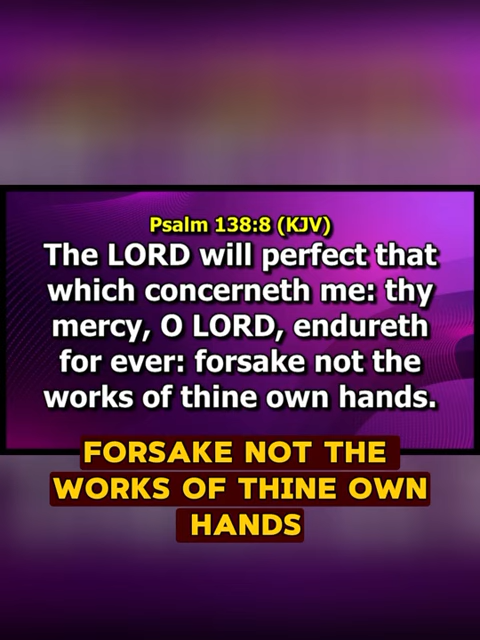 Psalm 138:8 (KJV)
The LORD will perfect that
which concerneth me: thy
mercy, O LORD, endureth
for ever: forsake not the
works of thine own hands.
FORSAKE NOT THE
WORKS OF THINE OWN
HANDS